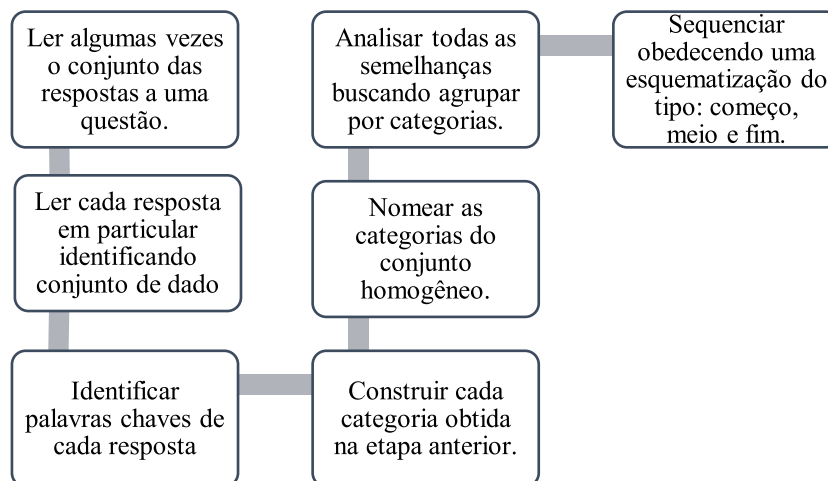 Ler algumas vezes
o conjunto das
respostas a uma
questão.
Ler cada resposta
em particular
identificando
conjunto de dado
Identificar
palavras chaves de
cada resposta
Construir cada
categoria obtida
na etapa anterior.
Nomear as
categorias do
conjunto
homogêneo.
Analisar todas as
semelhanças
buscando agrupar
por categorias.
Sequenciar
obedecendo uma
esquematização do
tipo: começo,
meio e fim.